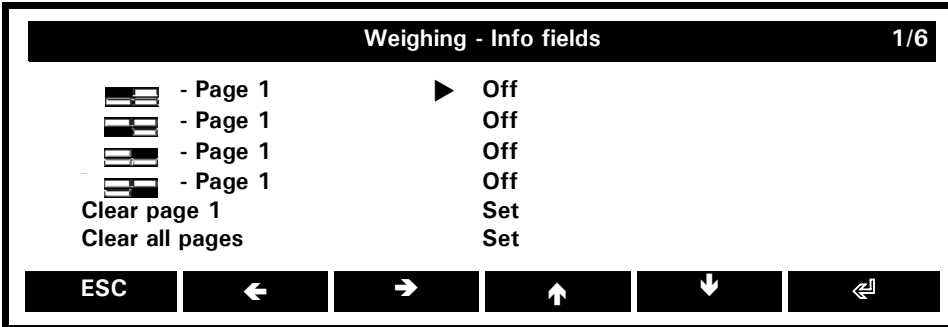 Weighing - Info fields 1/6
- Page 1 ▶ Off
- Page 1 Off
- Page 1 Off
- Page 1 Off
Clear page 1 Set
Clear all pages Set
ESC